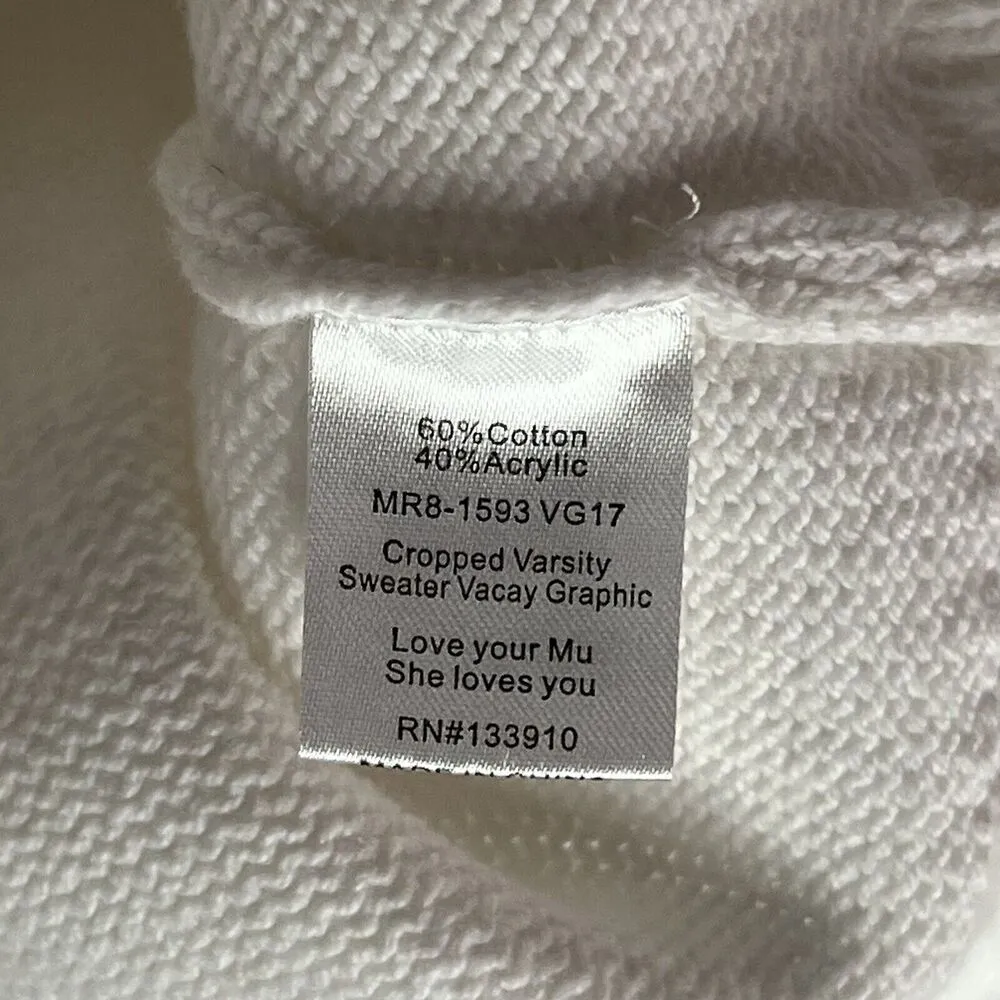 60%Cotton
40%Acrylic
MR8-1593 VG17
Cropped Varsity
Sweater Vacay Graphic
Love your Mu
She loves you
RN#133910